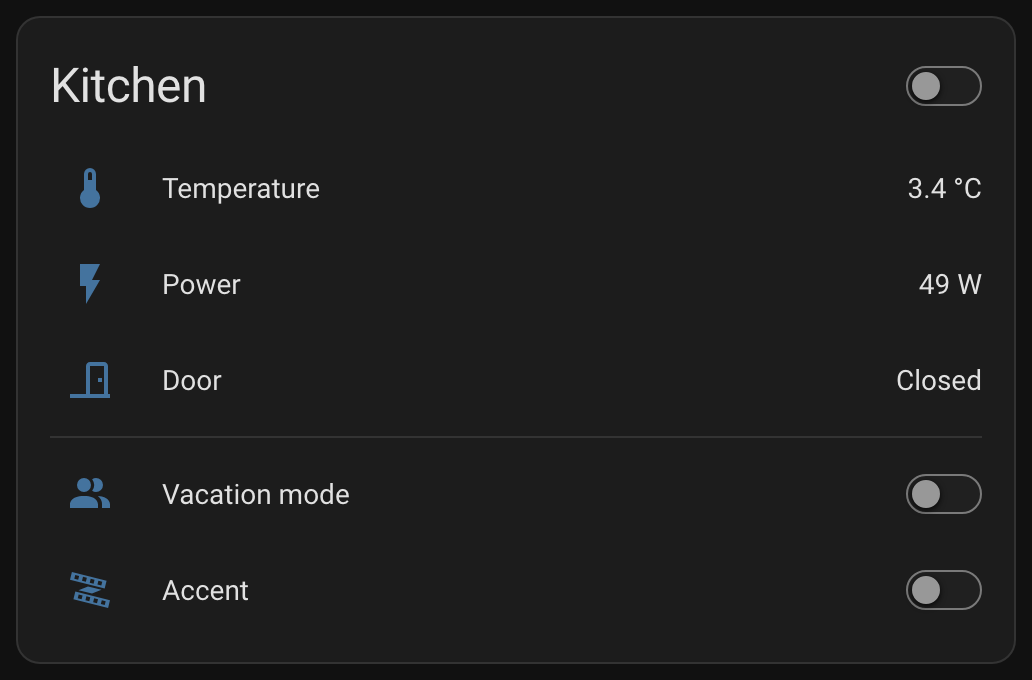 Kitchen
Temperature 3.4 °C
Power 49 W
Door Closed
Vacation mode
Accent